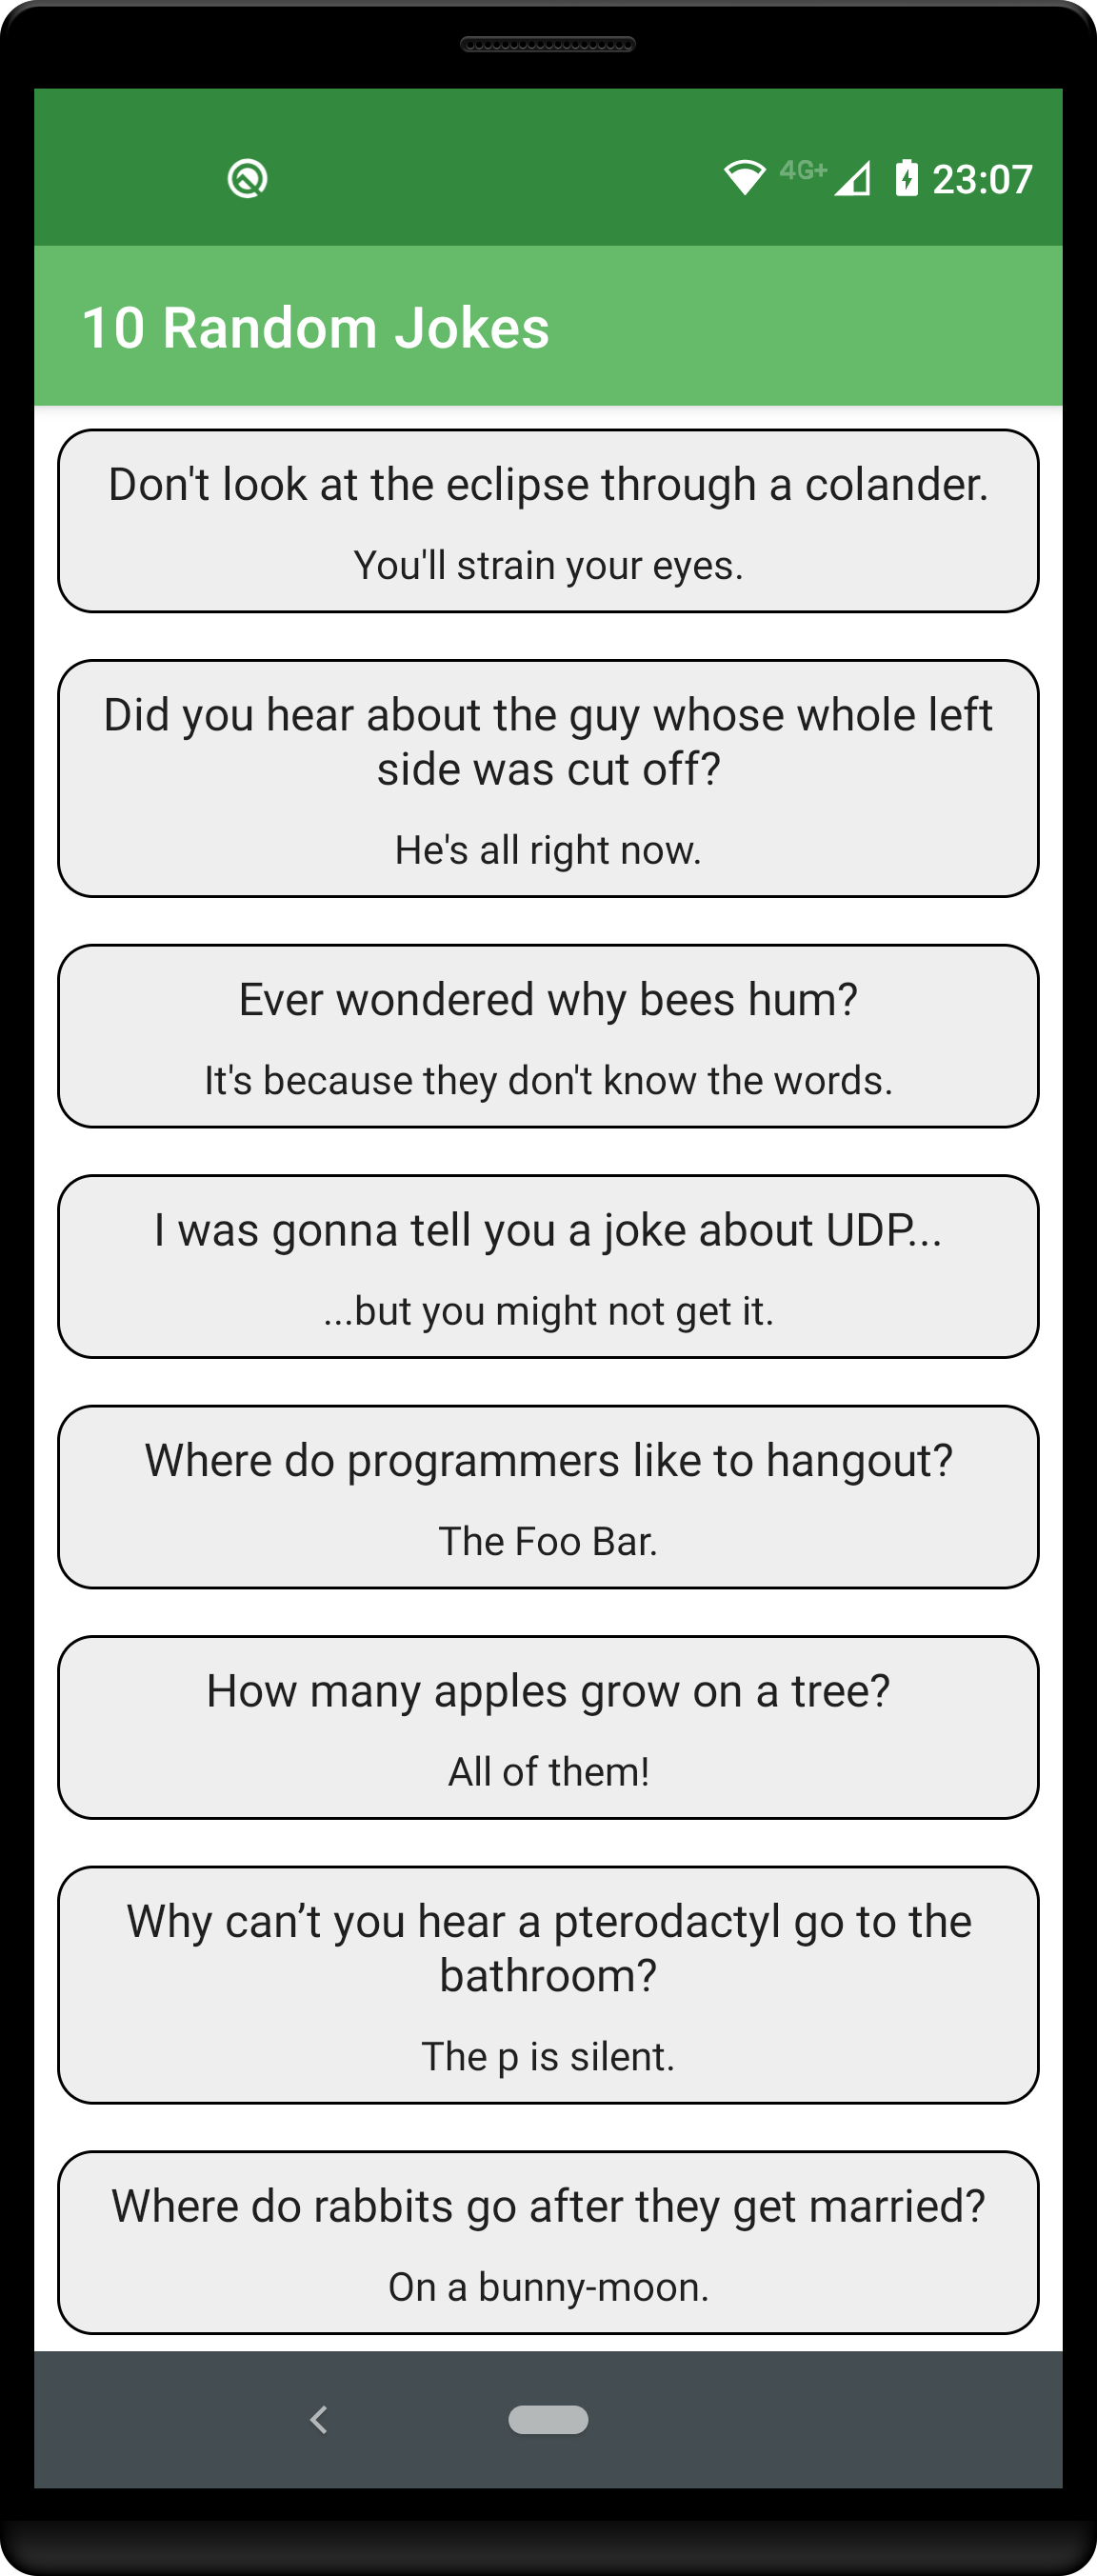 4G+ 23:07
10 Random Jokes
Don't look at the eclipse through a colander.
You'll strain your eyes.
Did you hear about the guy whose whole left
side was cut off?
He's all right now.
Ever wondered why bees hum?
It's because they don't know the words.
I was gonna tell you a joke about UDP...
...but you might not get it.
Where do programmers like to hangout?
The Foo Bar.
How many apples grow on a tree?
All of them!
Why can’t you hear a pterodactyl go to the
bathroom?
The p is silent.
Where do rabbits go after they get married?
On a bunny-moon.